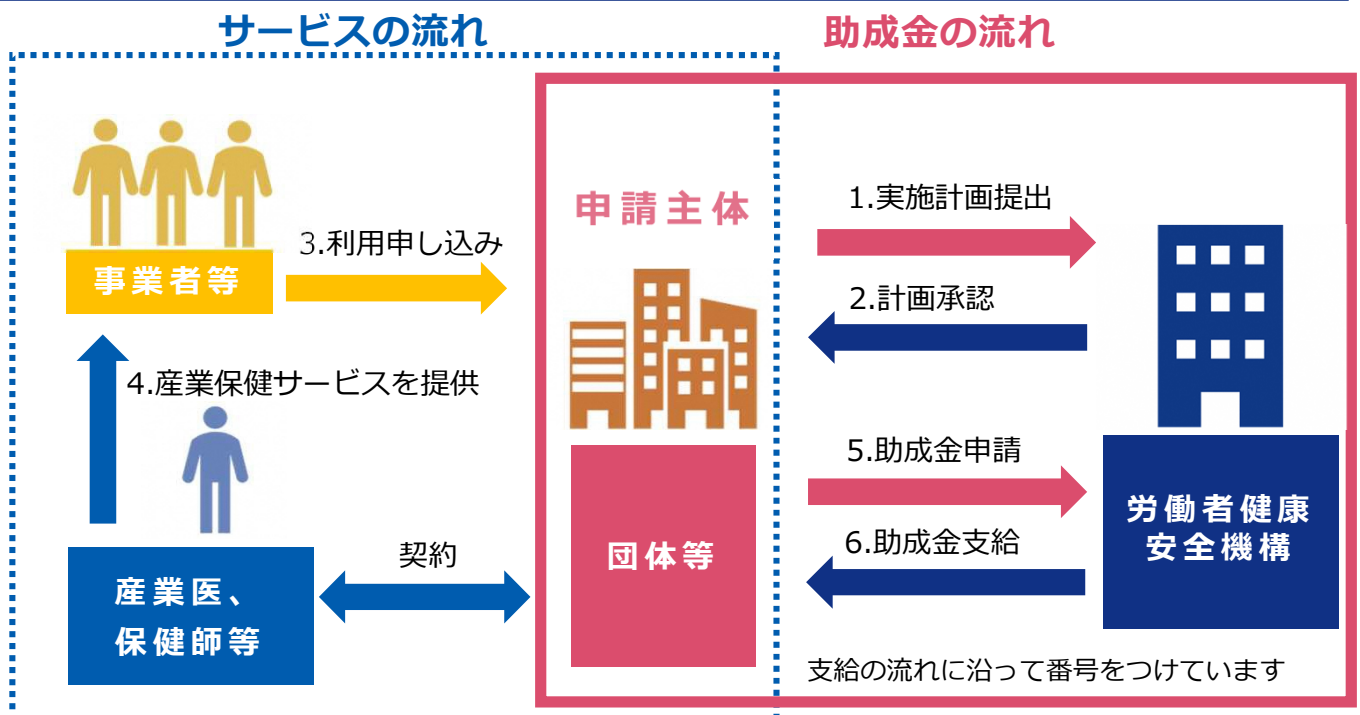 サービスの流れ
助成金の流れ
申請主体
1.実施計画提出
3.利用申し込み
事業者等
2.計画承認
4.産業保健サービスを提供
5.助成金申請
労働者健康
安全機構
6.助成金支給
契約
団体等
産業医、
保健師等
支給の流れに沿って番号をつけています